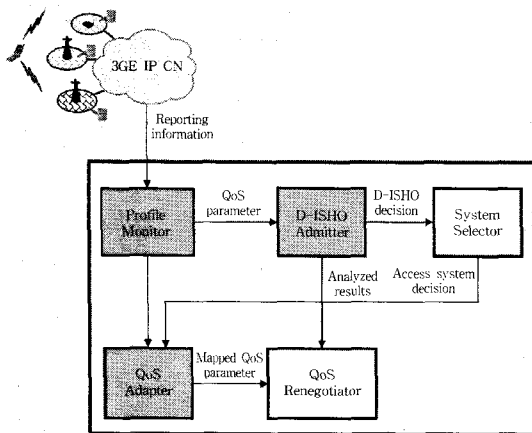 3GE IP CN
Reporting
information
QoS
parameter
D-ISHO
decision
Profile
Monitor
D-ISHO
Admitter
System
Selector
Analyzed
results
Access system
decision
QoS
Adapter
Mapped QoS
parameter
QoS
Renegotiator